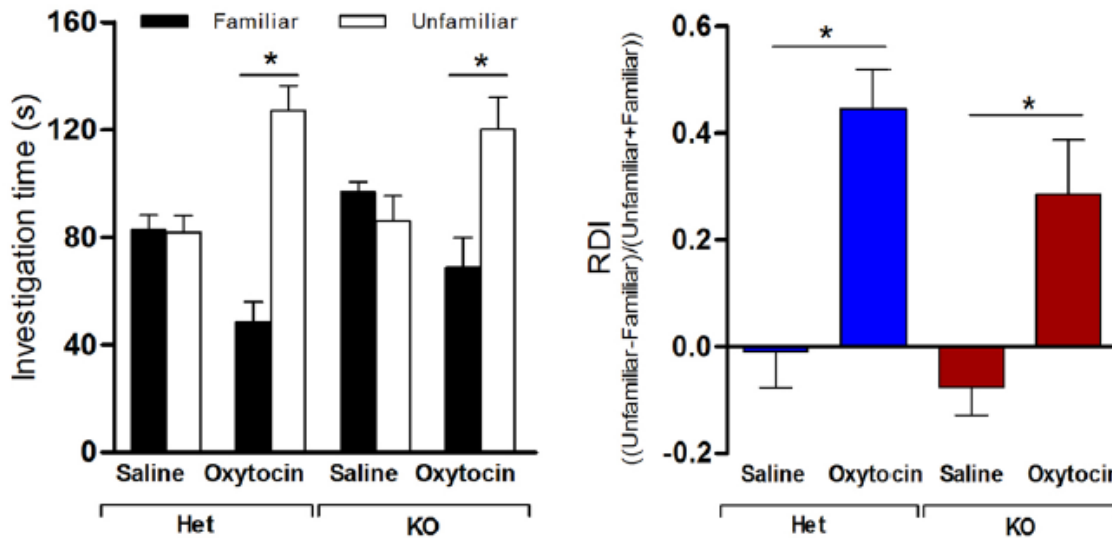 160
Familiar
Unfamiliar
120
80
40
0
Investigation time (s)
*
*
Saline
Oxytocin
Saline
Oxytocin
Het
KO
0.6
0.4
0.2
0.0
-0.2
RDI
((Unfamiliar-Familiar)/(Unfamiliar+Familiar))
*
*
Saline
Oxytocin
Saline
Oxytocin
Het
KO